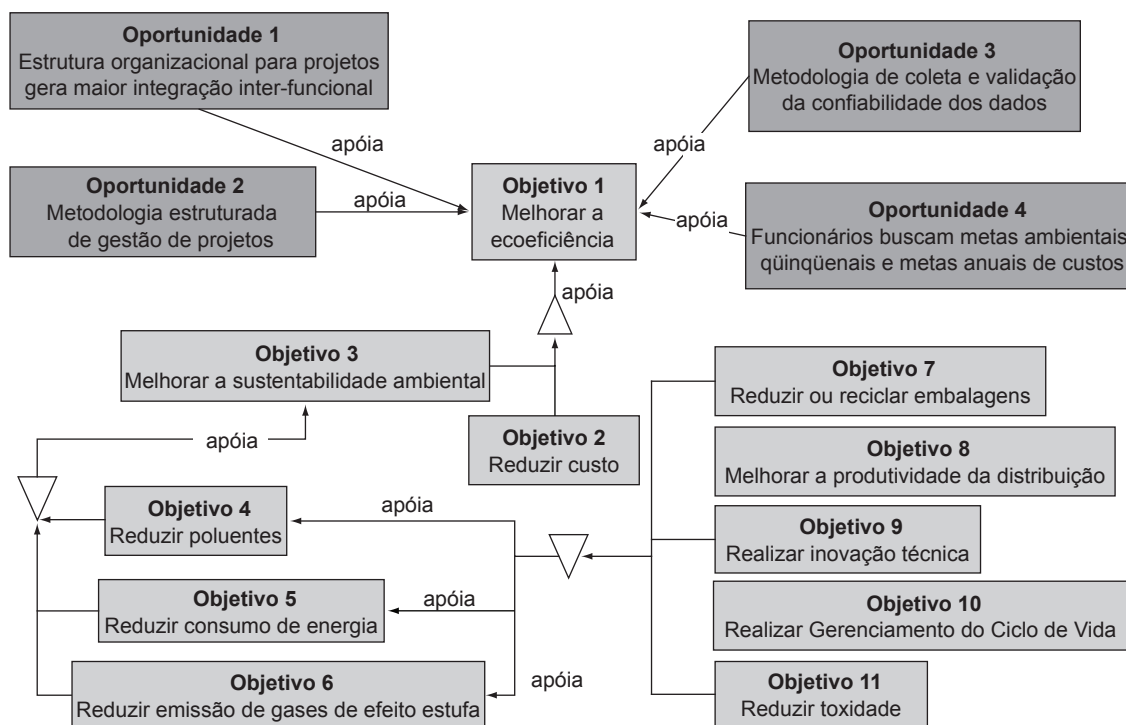 Oportunidade 1
Estrutura organizacional para projetos
gera maior integração inter-funcional
Oportunidade 3
Metodologia de coleta e validação
da confiabilidade dos dados
apóia
apóia
Oportunidade 2
Metodologia estruturada
de gestão de projetos
apóia
Objetivo 1
Melhorar a
ecoeficiência
apóia
Oportunidade 4
Funcionários buscam metas ambientais
qüinqüenais e metas anuais de custos
apóia
Objetivo 3
Melhorar a sustentabilidade ambiental
Objetivo 7
Reduzir ou reciclar embalagens
apóia
Objetivo 2
Reduzir custo
Objetivo 8
Melhorar a produtividade da distribuição
Objetivo 4
Reduzir poluentes
apóia
Objetivo 9
Realizar inovação técnica
Objetivo 5
Reduzir consumo de energia
apóia
Objetivo 10
Realizar Gerenciamento do Ciclo de Vida
Objetivo 6
Reduzir emissão de gases de efeito estufa
apóia
Objetivo 11
Reduzir toxidade